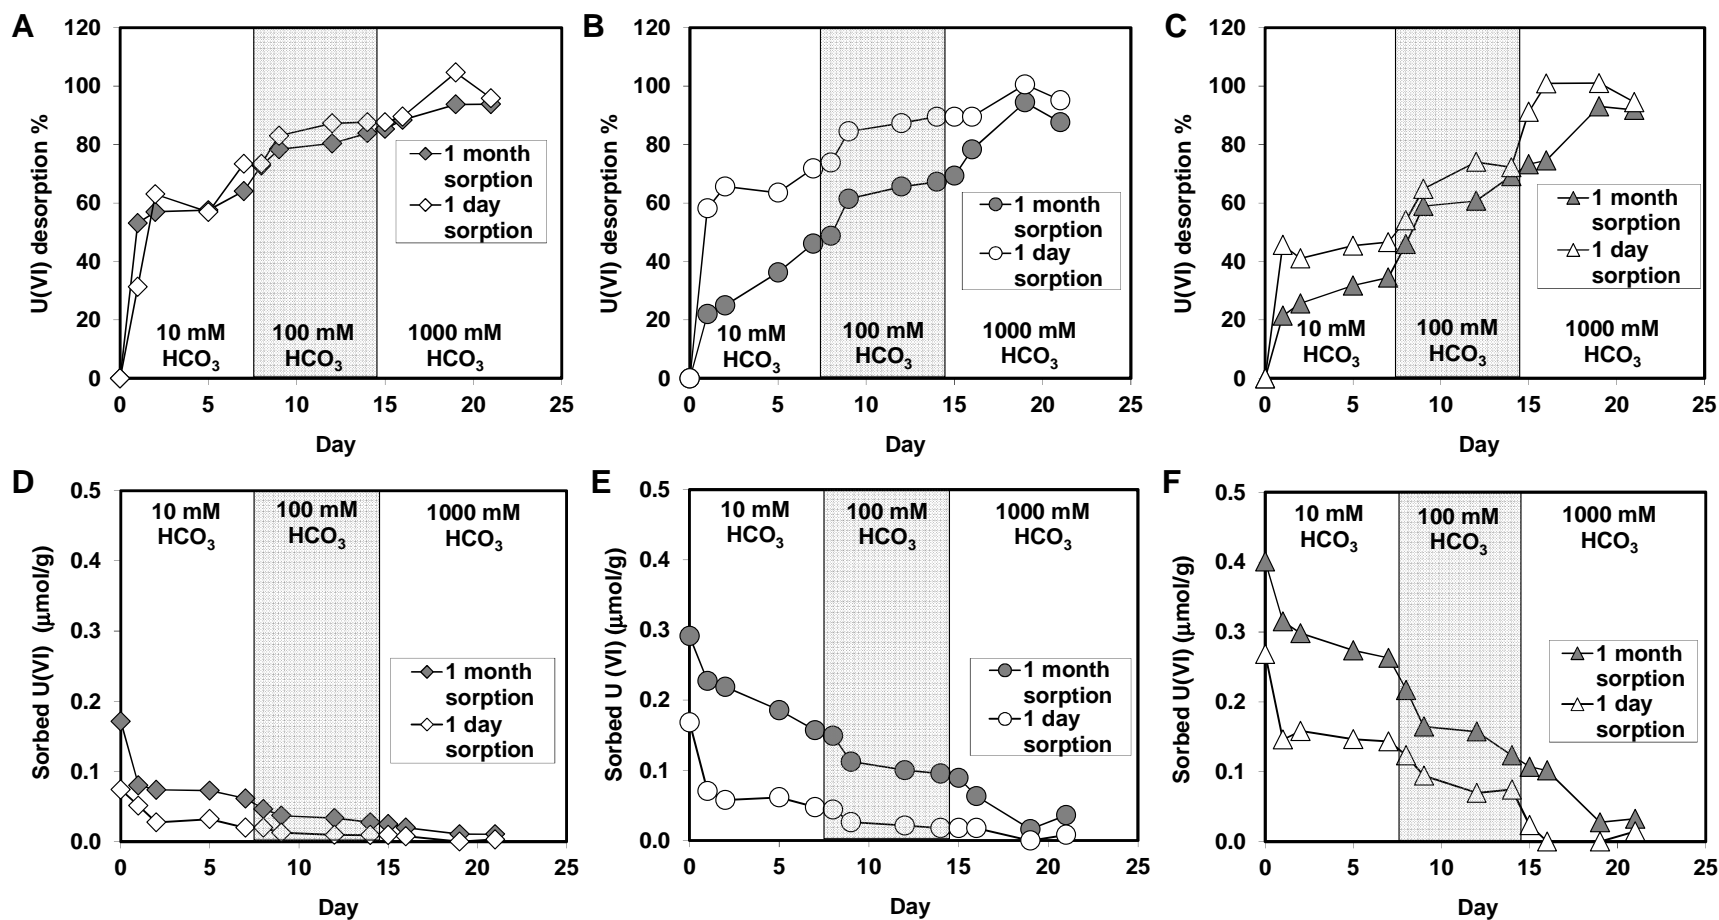 A
120
100
80
60
40
20
0
U(VI) desorption %
1 month
sorption
1 day
sorption
10 mM
HCO3
100 mM
HCO3
1000 mM
HCO3
0 5 10 15 20 25
Day
B
120
100
80
60
40
20
0
U(VI) desorption %
1 month
sorption
1 day
sorption
10 mM
HCO3
100 mM
HCO3
1000 mM
HCO3
0 5 10 15 20 25
Day
C
120
100
80
60
40
20
0
U(VI) desorption %
1 month
sorption
1 day
sorption
10 mM
HCO3
100 mM
HCO3
1000 mM
HCO3
0 5 10 15 20 25
Day
D
0.5
0.4
0.3
0.2
0.1
0.0
Sorbed U(VI) (μmol/g)
10 mM
HCO3
100 mM
HCO3
1000 mM
HCO3
1 month
sorption
1 day
sorption
0 5 10 15 20 25
Day
E
0.5
0.4
0.3
0.2
0.1
0.0
Sorbed U (VI) (μmol/g)
10 mM
HCO3
100 mM
HCO3
1000 mM
HCO3
1 month
sorption
1 day
sorption
0 5 10 15 20 25
Day
F
0.5
0.4
0.3
0.2
0.1
0.0
Sorbed U(VI) (μmol/g)
10 mM
HCO3
100 mM
HCO3
1000 mM
HCO3
1 month
sorption
1 day
sorption
0 5 10 15 20 25
Day